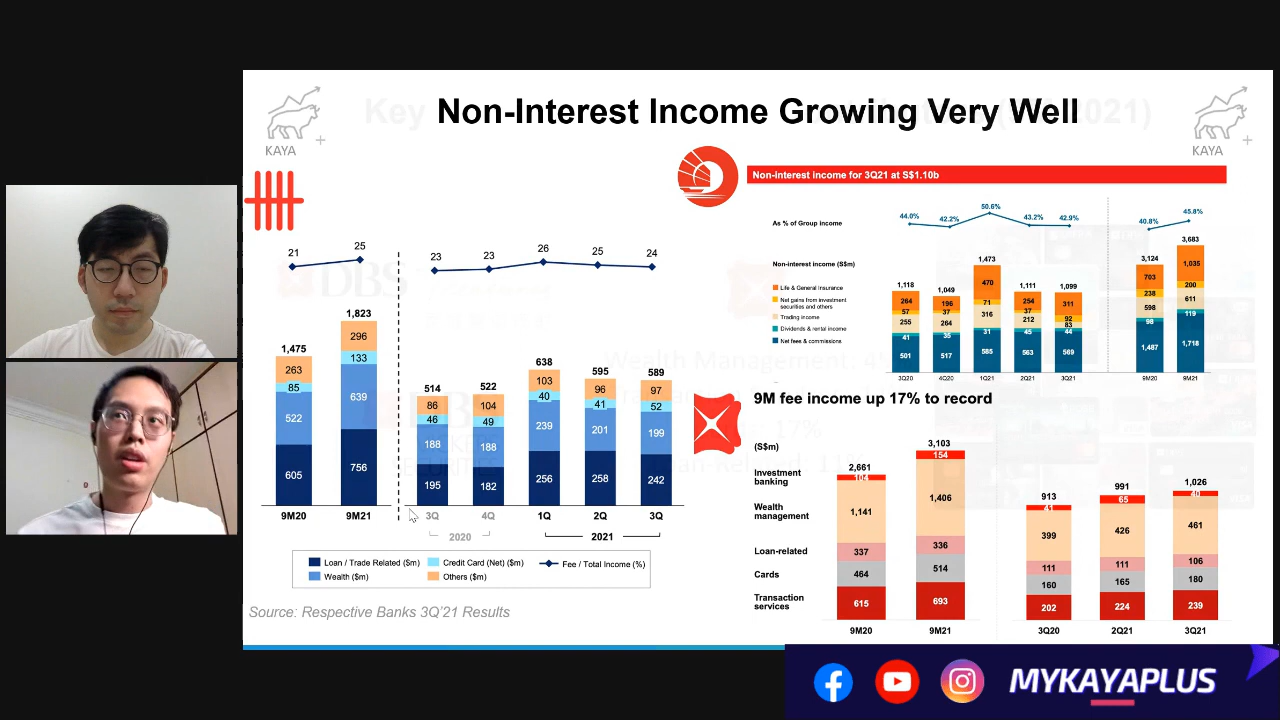 Non-Interest Income Growing Very Well
KAYA
KAYA
21 25 23 23 26 25 24
1,475
263
85
522
605
9M20
1,823
296
133
639
756
9M21
514
86
46
188
195
3Q
522
104
49
188
182
4Q
638
103
40
239
256
1Q
595
96
41
201
258
2Q
589
97
52
199
242
3Q
2020
2021
Loan / Trade Related ($m)
Credit Card (Net) ($m)
Fee / Total Income (%)
Wealth ($m)
Others ($m)
Source: Respective Banks 3Q'21 Results
Non-interest income for 3Q21 at S$1.10b
As % of Group income
44.0% 42.2% 50.6% 43.2% 42.9% 40.8% 45.8%
Non-interest income (S$m)
Life & General Insurance
Net gains from investment
securities and others
Trading income
Dividends & rental income
Net fees & commissions
1,118
264
57
255
41
501
3Q20
1,049
196
37
264
35
517
4Q20
1,473
470
71
316
31
585
1Q21
1,111
254
37
212
45
563
2Q21
1,099
311
92
83
44
569
3Q21
3,124
703
238
598
98
1,487
9M20
3,683
1,035
200
611
119
1,718
9M21
9M fee income up 17% to record
(S$m)
Investment
banking
Wealth
management
Loan-related
Cards
Transaction
services
2,661
104
1,141
337
464
615
9M20
3,103
154
1,406
336
514
693
9M21
913
41
399
111
160
202
3Q20
991
65
426
111
165
224
2Q21
1,026
40
461
106
180
239
3Q21
MYKAYAPLUS